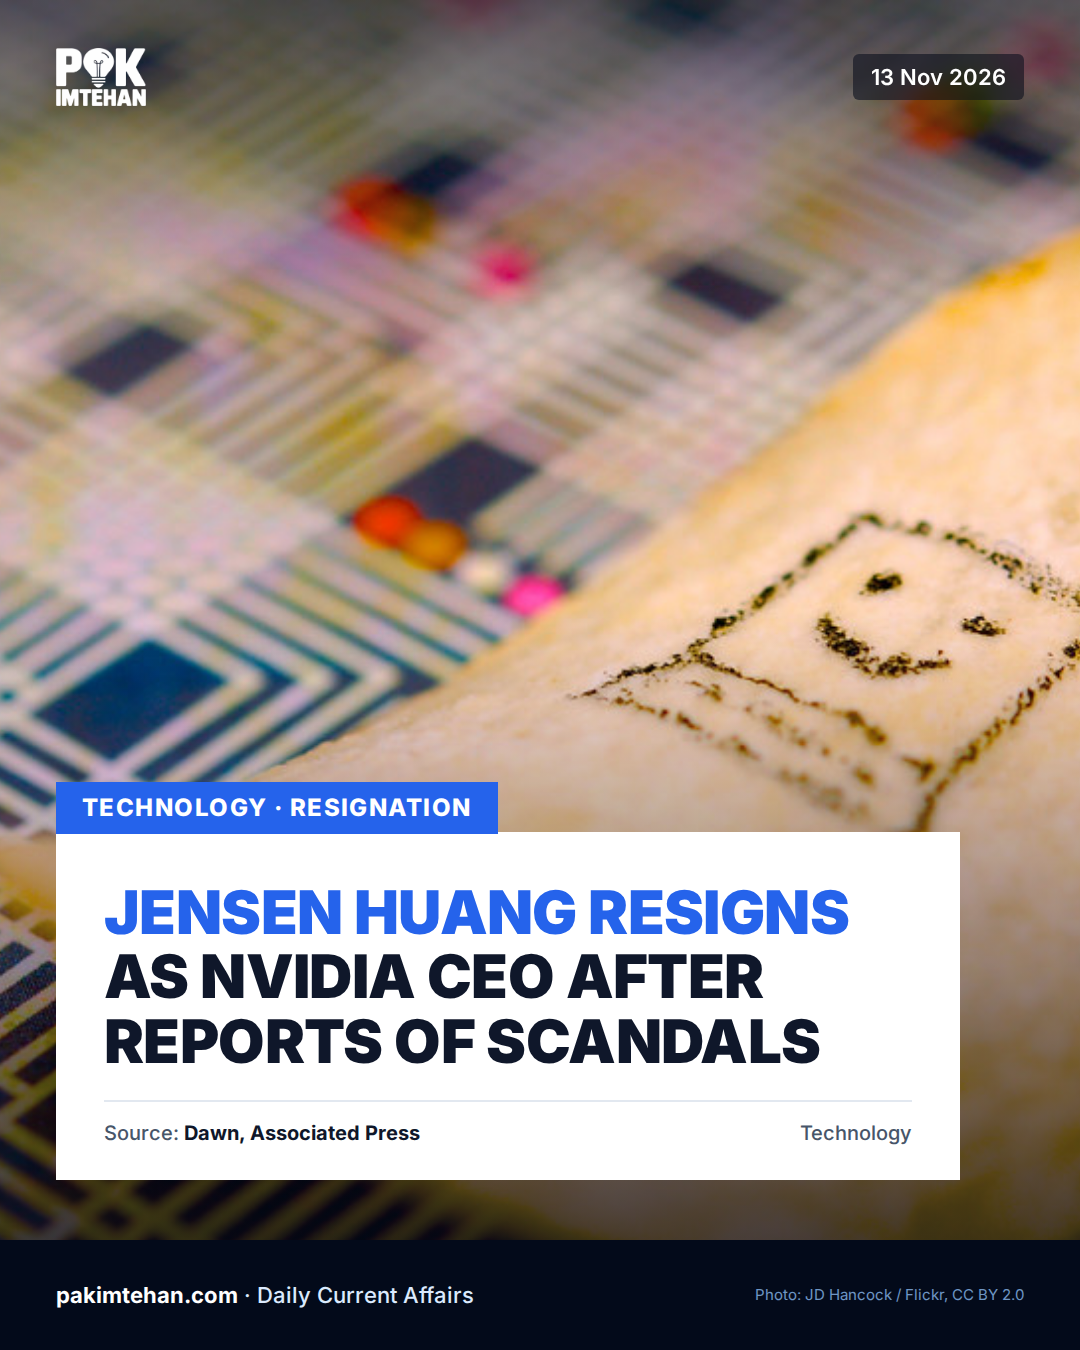 PAK
IMTEHAN
13 Nov 2026
TECHNOLOGY · RESIGNATION
JENSEN HUANG RESIGNS
AS NVIDIA CEO AFTER
REPORTS OF SCANDALS
Source: Dawn, Associated Press
Technology
pakimtehan.com · Daily Current Affairs
Photo: JD Hancock / Flickr, CC BY 2.0